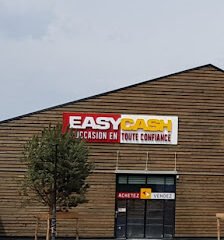 EASY CASH
L'OCCASION EN TOUTE CONFIANCE
ACHETEZ VENDEZ